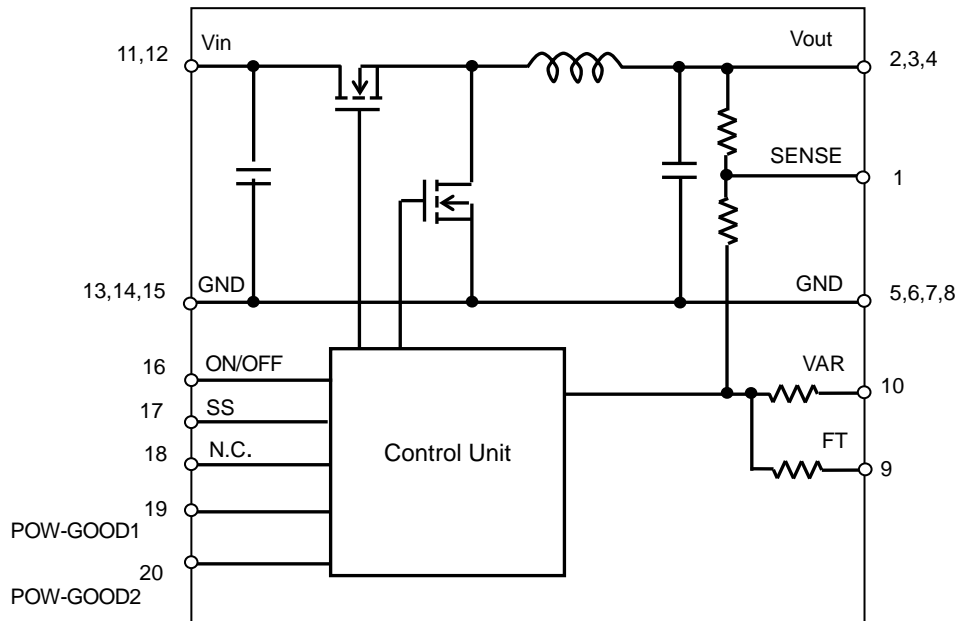 11,12
Vin
Vout
2,3,4
SENSE
1
13,14,15
GND
GND
5,6,7,8
16
ON/OFF
VAR
10
17
SS
18
N.C.
Control Unit
FT
9
19
POW-GOOD1
20
POW-GOOD2